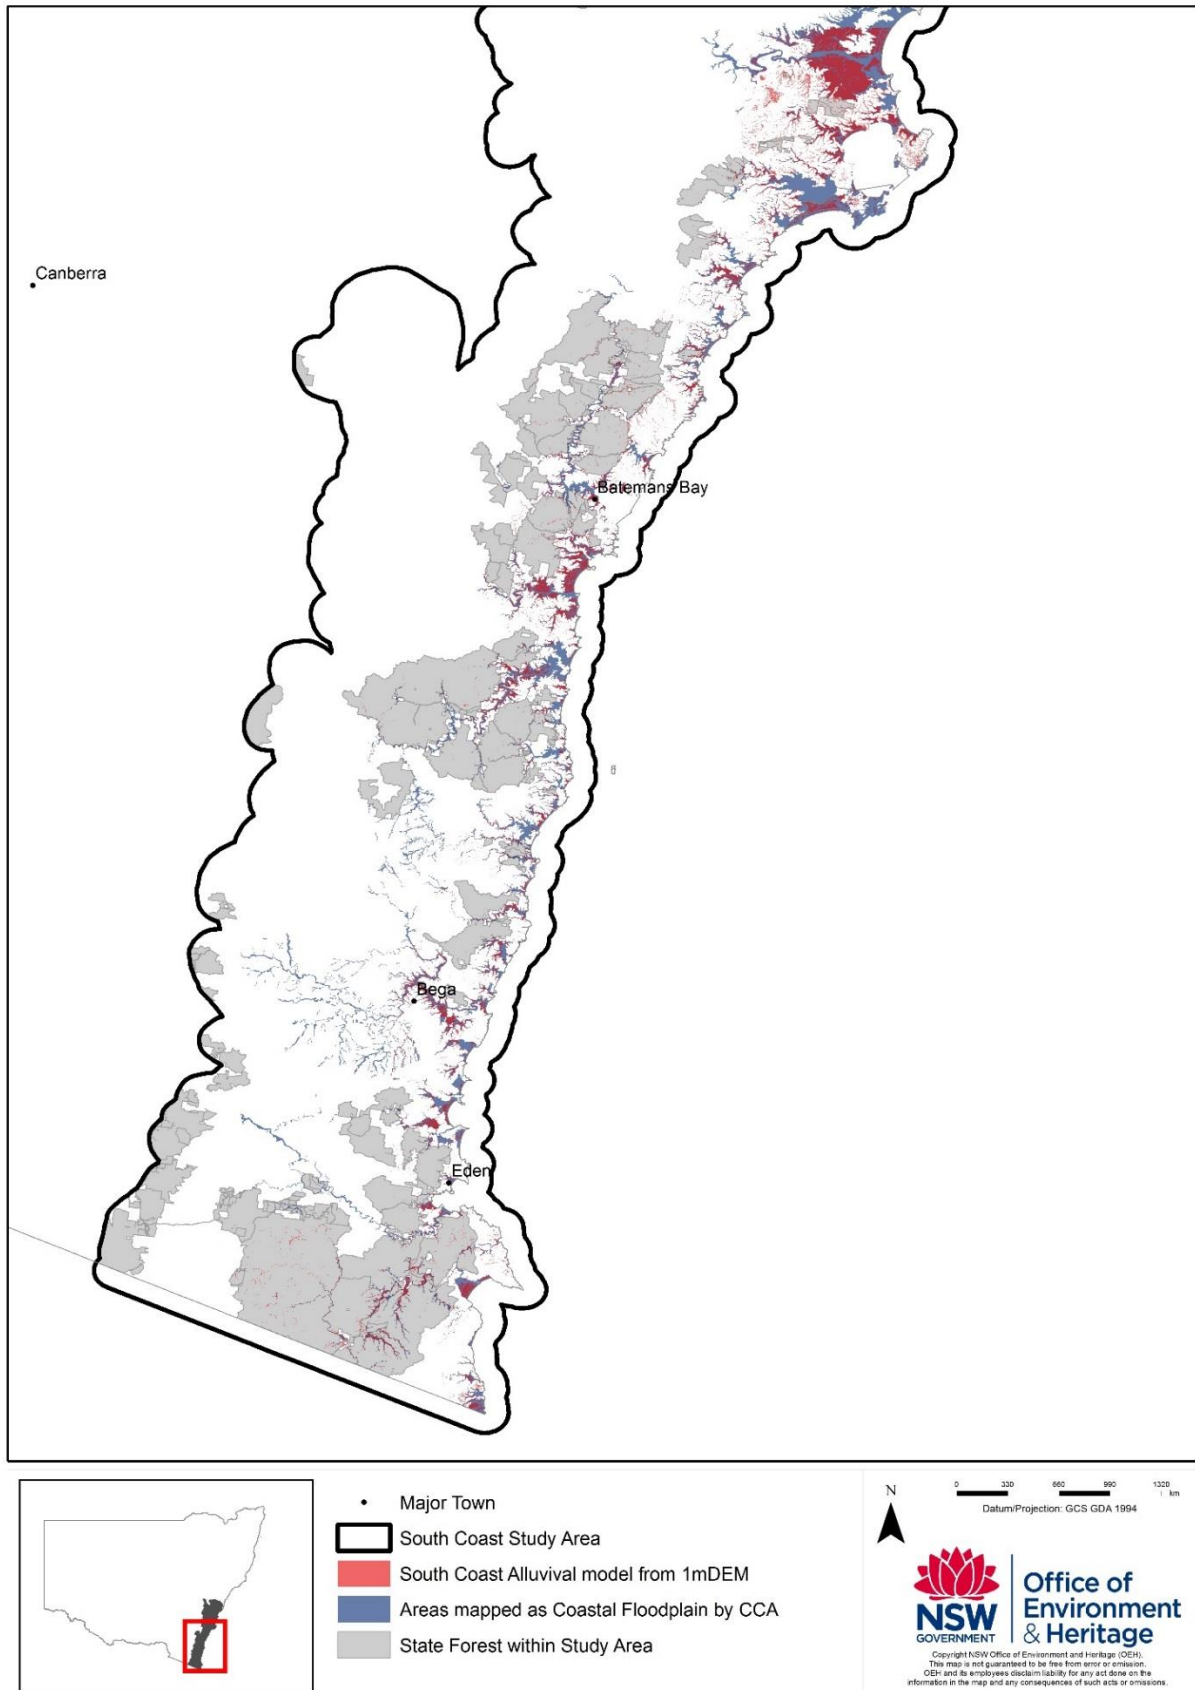 Canberra
Batemans Bay
Bega
Eden
Major Town
South Coast Study Area
South Coast Alluvival model from 1mDEM
Areas mapped as Coastal Floodplain by CCA
State Forest within Study Area
N
0 330 660 990 1320
km
Datum/Projection: GCS GDA 1994
NSW
GOVERNMENT
Office of
Environment
& Heritage
Copyright NSW Office of Environment and Heritage (OEH).
This map is not guaranteed to be free from error or omission.
OEH and its employees disclaim liability for any act done on the
information in the map and any consequences of such acts or omissions.